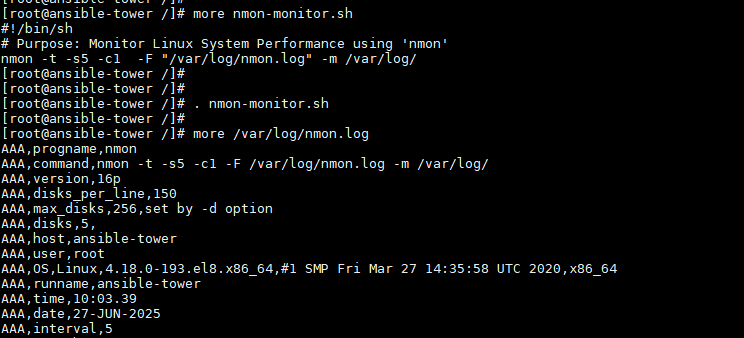 [root@ansible-tower /]#
[root@ansible-tower /]# more nmon-monitor.sh
#!/bin/sh
# Purpose: Monitor Linux System Performance using 'nmon'
nmon -t -s5 -c1  -F "/var/log/nmon.log" -m /var/log/
[root@ansible-tower /]#
[root@ansible-tower /]#
[root@ansible-tower /]# . nmon-monitor.sh
[root@ansible-tower /]#
[root@ansible-tower /]# more /var/log/nmon.log
AAA,progname,nmon
AAA,command,nmon -t -s5 -c1 -F /var/log/nmon.log -m /var/log/
AAA,version,16p
AAA,disks_per_line,150
AAA,max_disks,256,set by -d option
AAA,disks,5,
AAA,host,ansible-tower
AAA,user,root
AAA,OS,Linux,4.18.0-193.el8.x86_64,#1 SMP Fri Mar 27 14:35:58 UTC 2020,x86_64
AAA,runname,ansible-tower
AAA,time,10:03.39
AAA,date,27-JUN-2025
AAA,interval,5